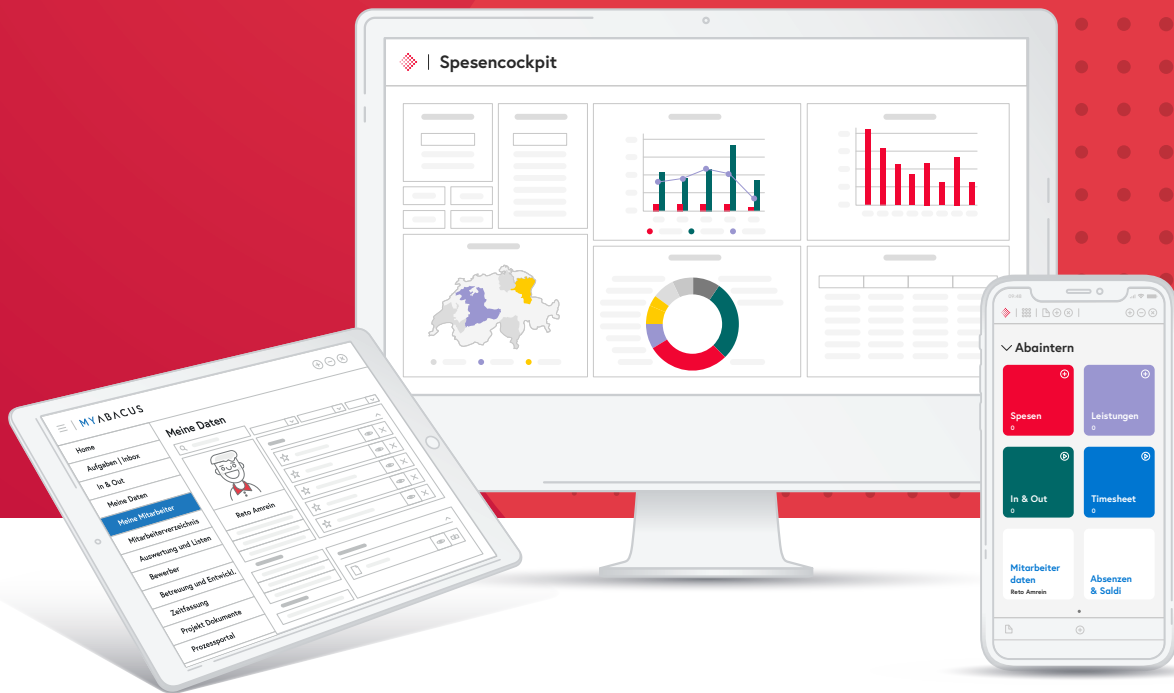 Spesencockpit
MYΛBACUS
Home
Aufgaben | Inbox
In & Out
Meine Daten
Meine Mitarbeiter
Mitarbeiterverzeichnis
Auswertung und Listen
Bewerber
Betreuung und Entwickl.
Zeitfassung
Projekt Dokumente
Prozessportal
Meine Daten
Reto Amrein
Abaintern
Spesen
0
Leistungen
0
In & Out
0
Timesheet
0
Mitarbeiter
daten
Reto Amrein
Absenzen
& Saldi